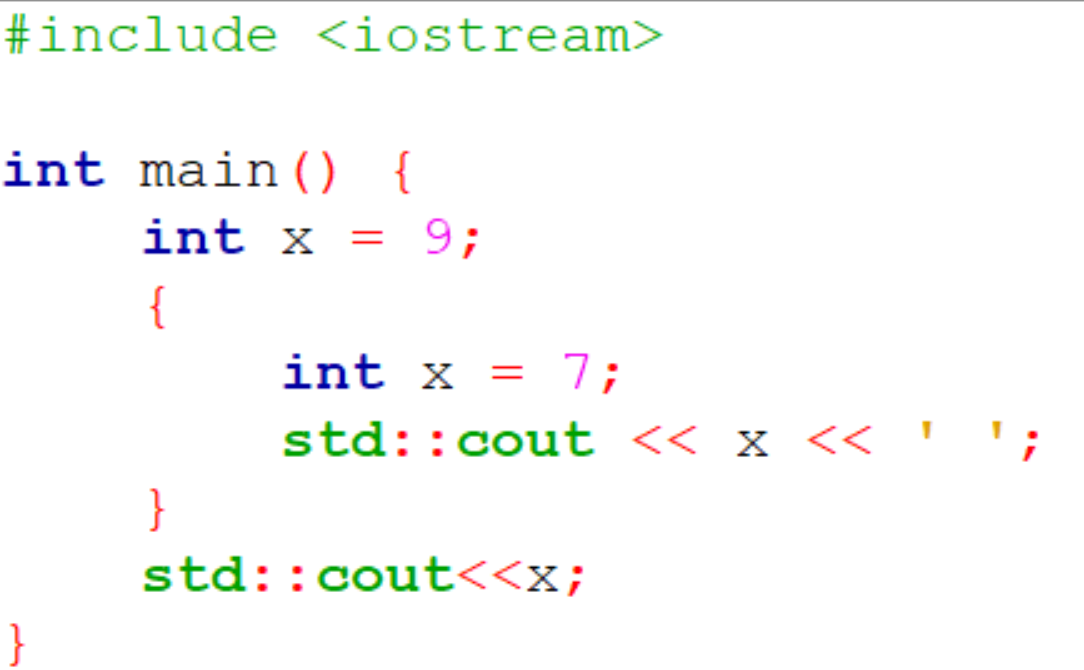 #include <iostream>

int main() {
    int x = 9;
    {
        int x = 7;
        std::cout << x << ' ';
    }
    std::cout<<x;
}